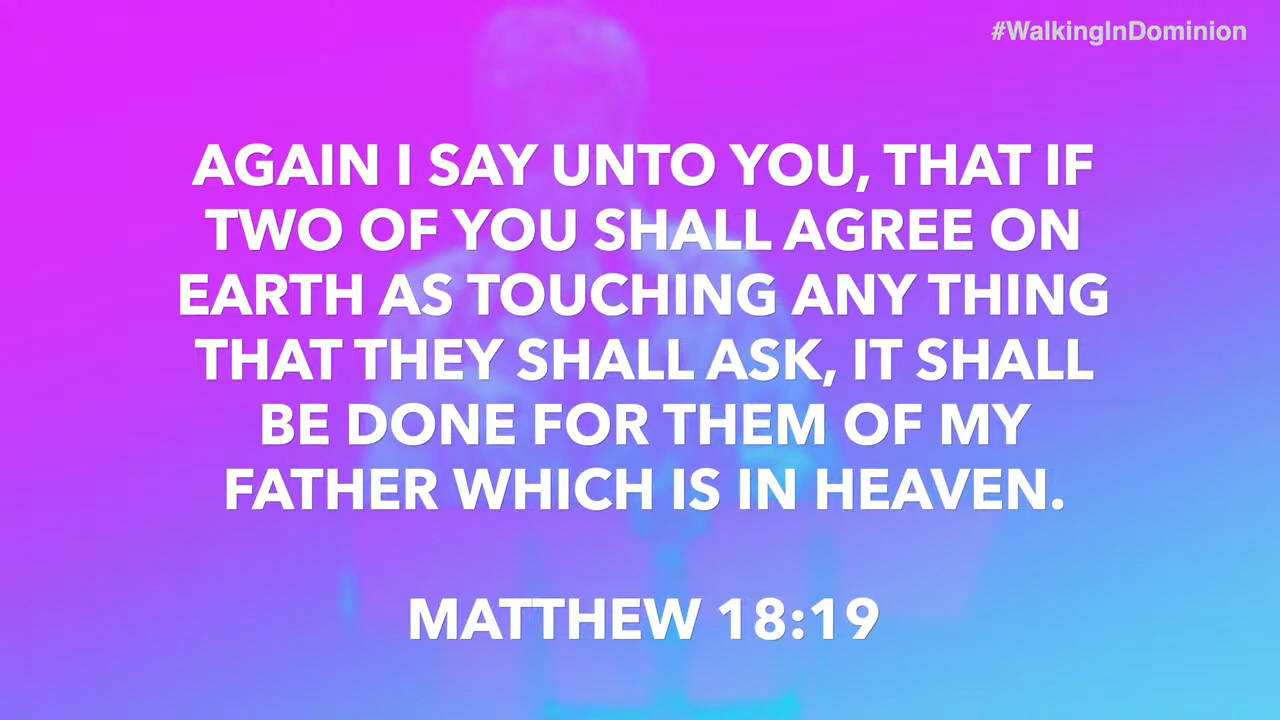 #WalkingInDominion
AGAIN I SAY UNTO YOU, THAT IF
TWO OF YOU SHALL AGREE ON
EARTH AS TOUCHING ANY THING
THAT THEY SHALL ASK, IT SHALL
BE DONE FOR THEM OF MY
FATHER WHICH IS IN HEAVEN.
MATTHEW 18:19